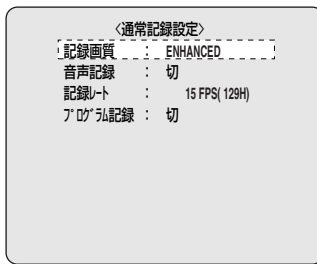 〈通常記録設定〉
記録画質 : ENHANCED
音声記録 : 切
記録ﾚｰﾄ : 15 FPS( 129H)
ﾌﾟﾛｸﾞﾗﾑ記録 : 切